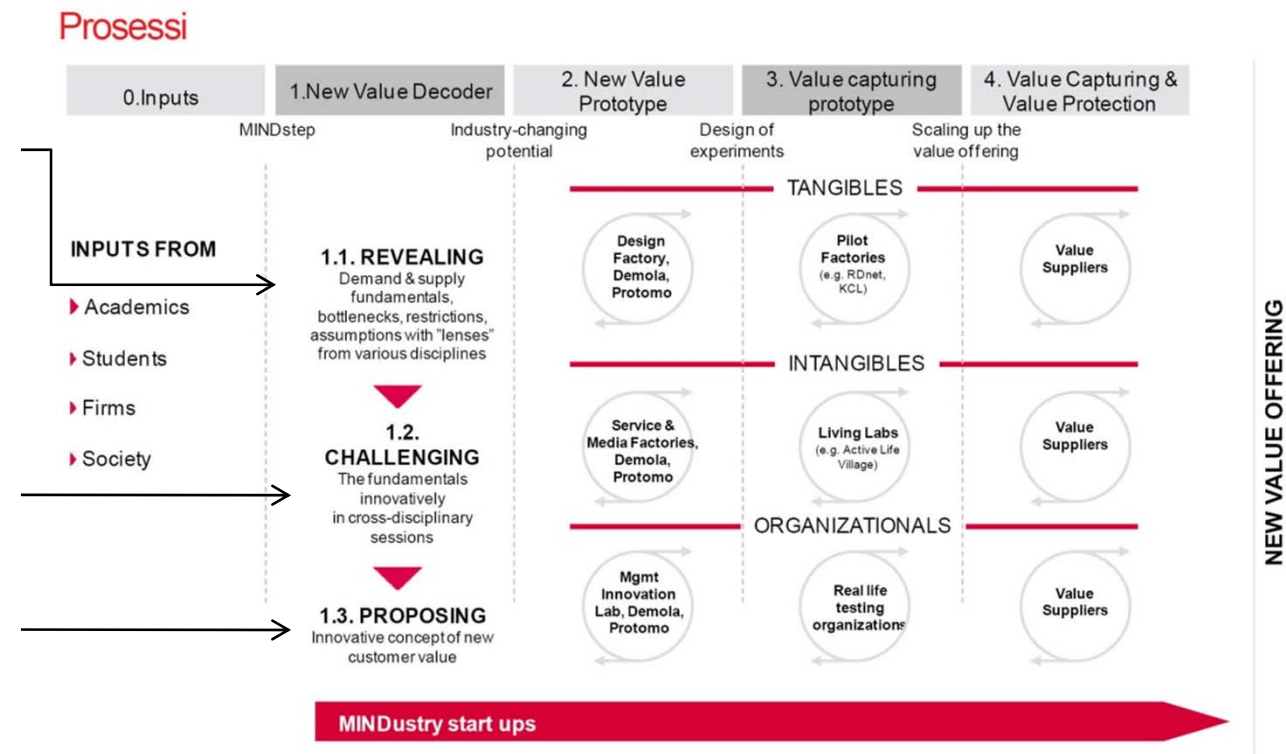 Prosessi
0.Inputs
1.New Value Decoder
2. New Value
Prototype
3. Value capturing
prototype
4. Value Capturing &
Value Protection
MINDstep
Industry-changing
potential
Design of
experiments
Scaling up the
value offering
INPUTS FROM
Academics
Students
Firms
Society
1.1. REVEALING
Demand & supply
fundamentals,
bottlenecks, restrictions,
assumptions with "lenses"
from various disciplines
1.2.
CHALLENGING
The fundamentals
innovatively
in cross-disciplinary
sessions
1.3. PROPOSING
Innovative concept of new
customer value
TANGIBLES
Design
Factory,
Demola,
Protomo
Pilot
Factories
(e.g. RDnet,
KCL)
Value
Suppliers
INTANGIBLES
Service &
Media Factories,
Demola,
Protomo
Living Labs
(e.g. Active Life
Village)
Value
Suppliers
ORGANIZATIONALS
Mgmt
Innovation
Lab, Demola,
Protomo
Real life
testing
organizations
Value
Suppliers
NEW VALUE OFFERING
MINDustry start ups